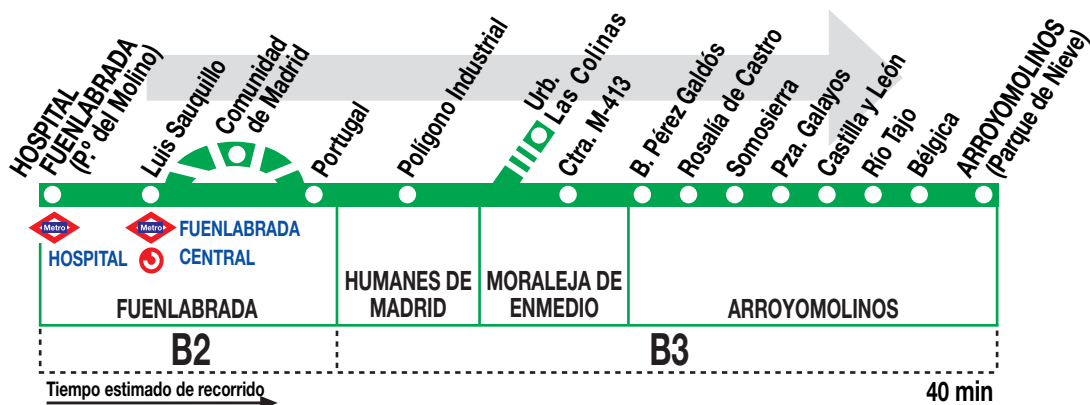 HOSPITAL
FUENLABRADA
(P.º del Molino)
Luis Sauquillo
Comunidad
de Madrid
Portugal
Polígono Industrial
Urb.
Las Colinas
Ctra. M-413
B. Pérez Galdós
Rosalía de Castro
Somosierra
Pza. Galayos
Castilla y León
Río Tajo
Bélgica
ARROYOMOLINOS
(Parque de Nieve)
Metro
HOSPITAL
Metro
FUENLABRADA
CENTRAL
FUENLABRADA
HUMANES DE
MADRID
MORALEJA DE
ENMEDIO
ARROYOMOLINOS
B2
B3
Tiempo estimado de recorrido
40 min